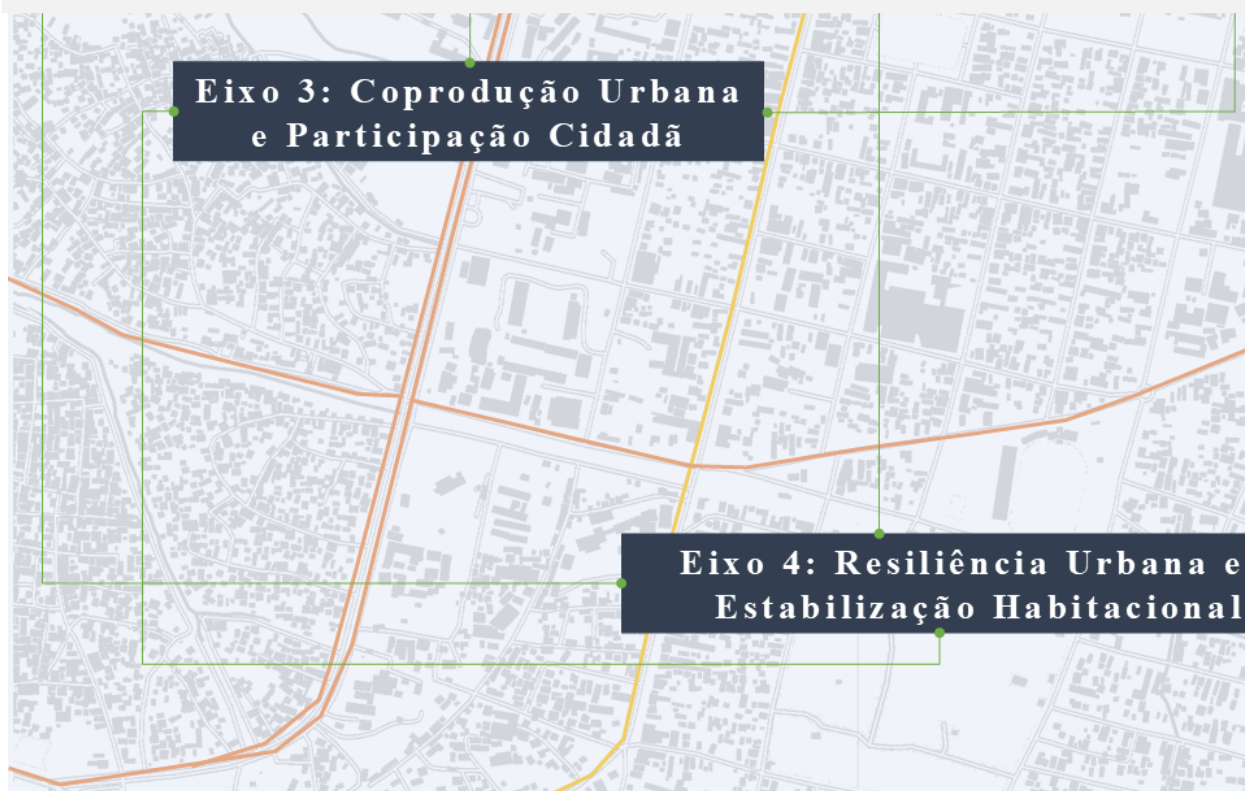 Eixo 3: Coprodução Urbana
e Participação Cidadã
Eixo 4: Resiliência Urbana e
Estabilização Habitacional